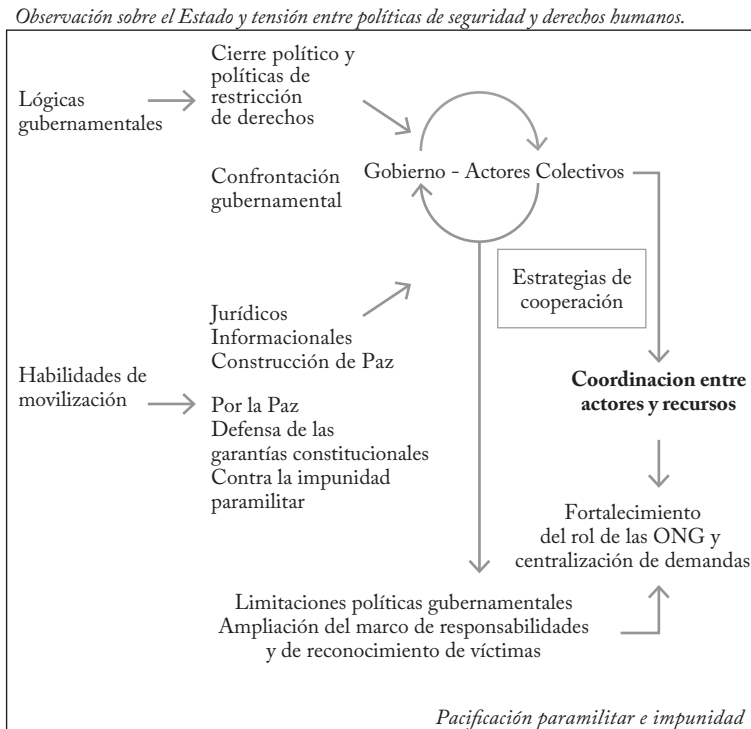 Observación sobre el Estado y tensión entre políticas de seguridad y derechos humanos.
Lógicas
gubernamentales
Cierre político y
políticas de
restricción
de derechos
Confrontación
gubernamental
Gobierno - Actores Colectivos
Estrategias de
cooperación
Jurídicos
Informacionales
Construcción de Paz
Habilidades de
movilización
Por la Paz
Defensa de las
garantías constitucionales
Contra la impunidad
paramilitar
Coordinacion entre
actores y recursos
Fortalecimiento
del rol de las ONG y
centralización de demandas
Limitaciones políticas gubernamentales
Ampliación del marco de responsabilidades
y de reconocimiento de víctimas
Pacificación paramilitar e impunidad